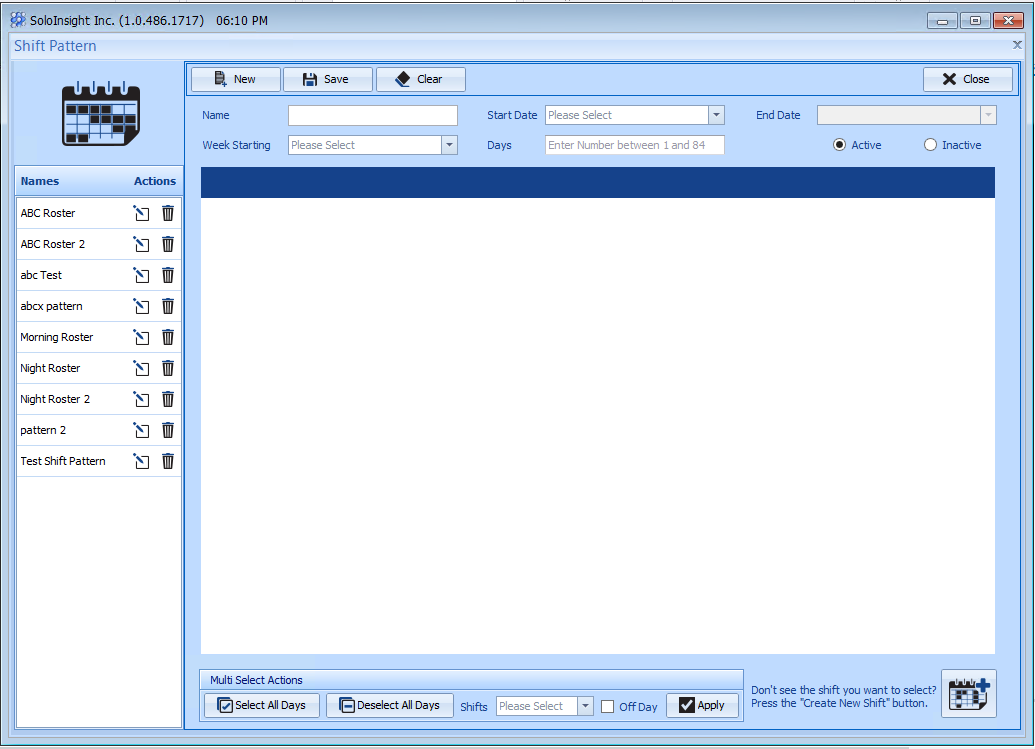 SoloInsight Inc. (1.0.486.1717) 06:10 PM
Shift Pattern
New Save Clear Close
Name Start Date Please Select End Date
Week Starting Please Select Days Enter Number between 1 and 84 Active Inactive
Names Actions
ABC Roster
ABC Roster 2
abc Test
abcx pattern
Morning Roster
Night Roster
Night Roster 2
pattern 2
Test Shift Pattern
Multi Select Actions
Select All Days Deselect All Days Shifts Please Select Off Day Apply
Don't see the shift you want to select?
Press the "Create New Shift" button.